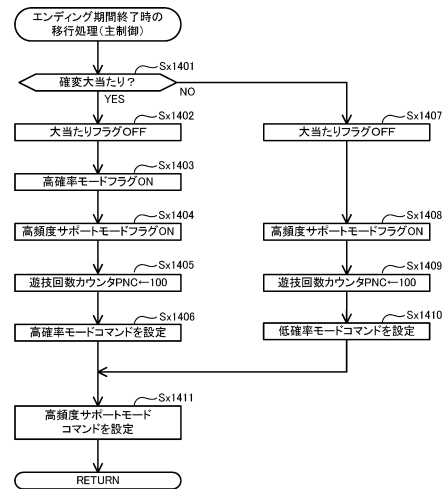 エンディング期間終了時の
移行処理(主制御)
Sx1401
確変大当たり?
YES
NO
Sx1402
大当たりフラグOFF
Sx1403
高確率モードフラグON
Sx1404
高頻度サポートモードフラグON
Sx1405
遊技回数カウンタPNC←100
Sx1406
高確率モードコマンドを設定
Sx1407
大当たりフラグOFF
Sx1408
高頻度サポートモードフラグON
Sx1409
遊技回数カウンタPNC←100
Sx1410
低確率モードコマンドを設定
Sx1411
高頻度サポートモード
コマンドを設定
RETURN